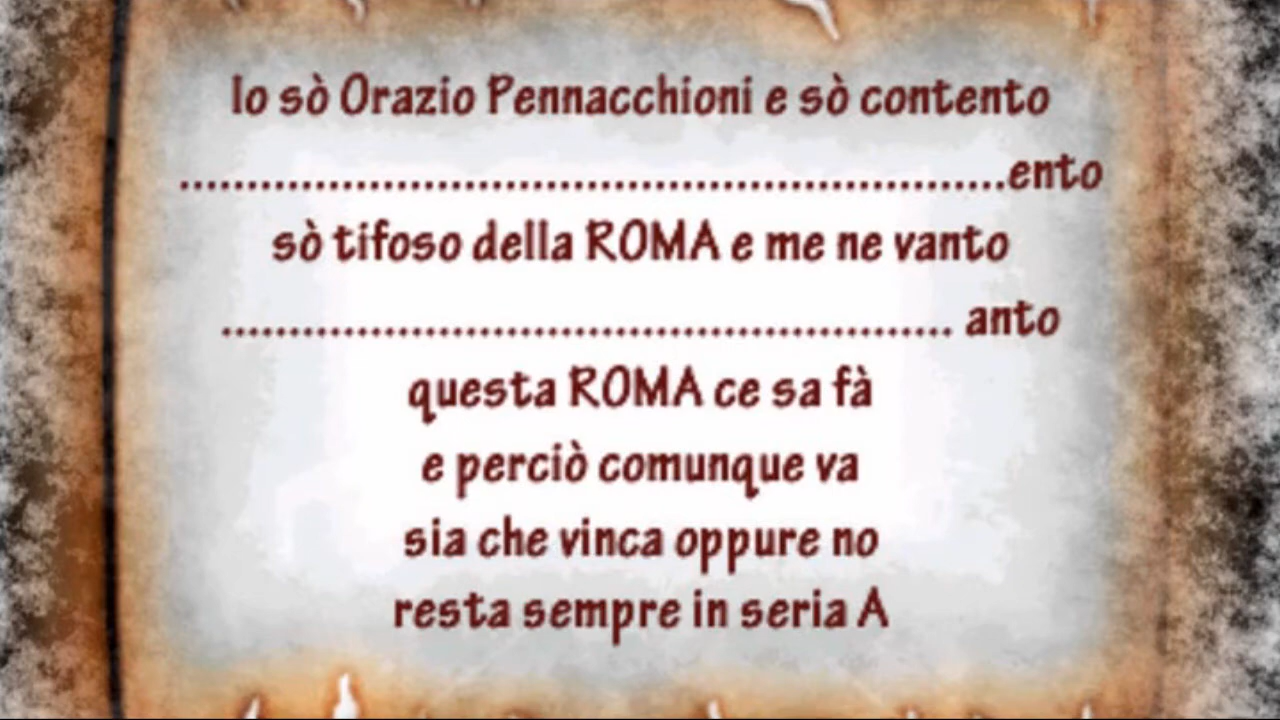 Io sò Orazio Pennacchioni e sò contento
..............................................................ento
sò tifoso della ROMA e me ne vanto
....................................................... anto
questa ROMA ce sa fà
e perciò comunque va
sia che vinca oppure no
resta sempre in seria A